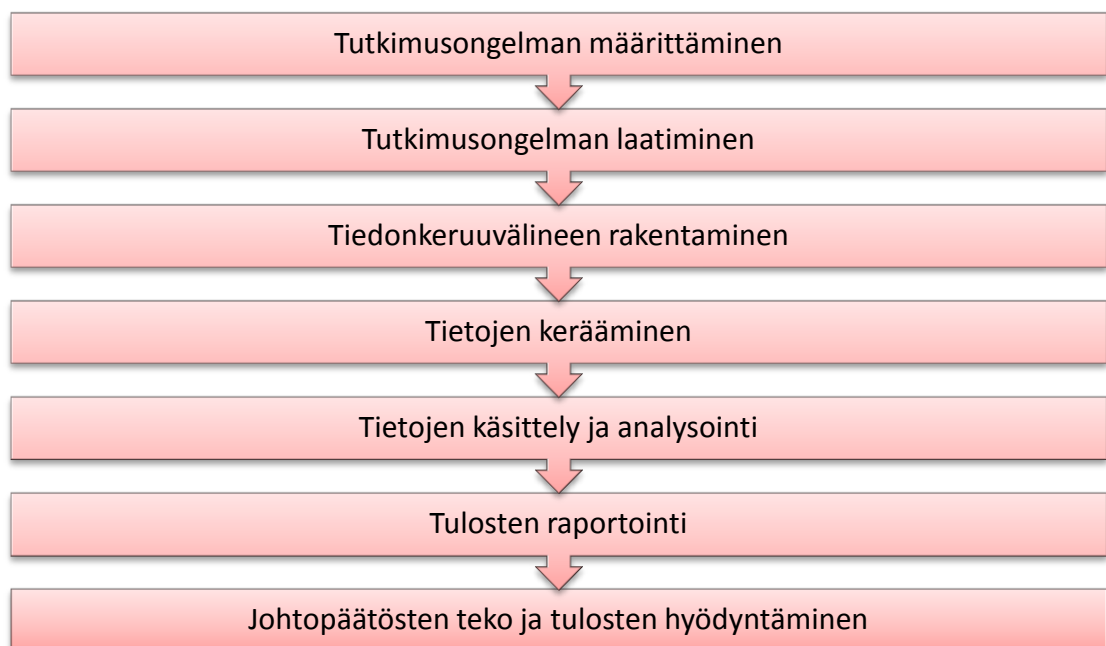 Tutkimusongelman määrittäminen
Tutkimusongelman laatiminen
Tiedonkeruuvälineen rakentaminen
Tietojen kerääminen
Tietojen käsittely ja analysointi
Tulosten raportointi
Johtopäätösten teko ja tulosten hyödyntäminen